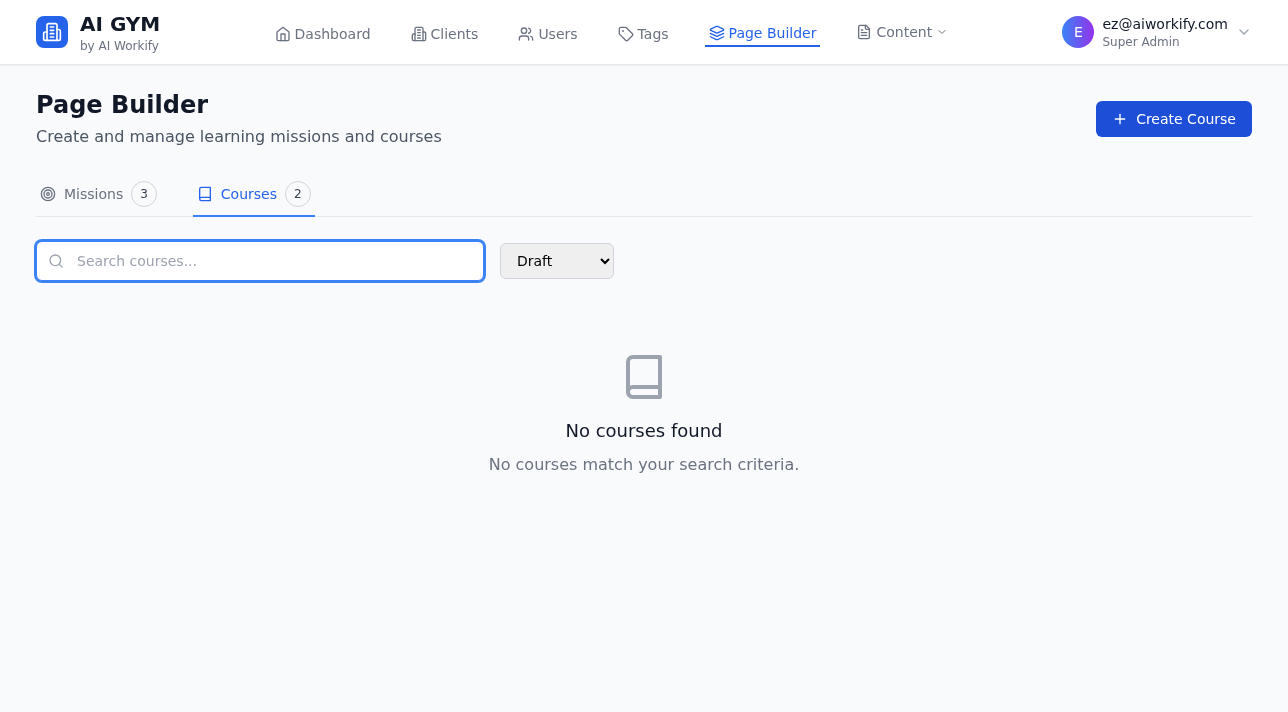 AI GYM
by AI Workify
Dashboard
Clients
Users
Tags
Page Builder
Content
E
ez@aiworkify.com
Super Admin
Page Builder
Create and manage learning missions and courses
Create Course
Missions 3
Courses 2
Search courses...
Draft
No courses found
No courses match your search criteria.